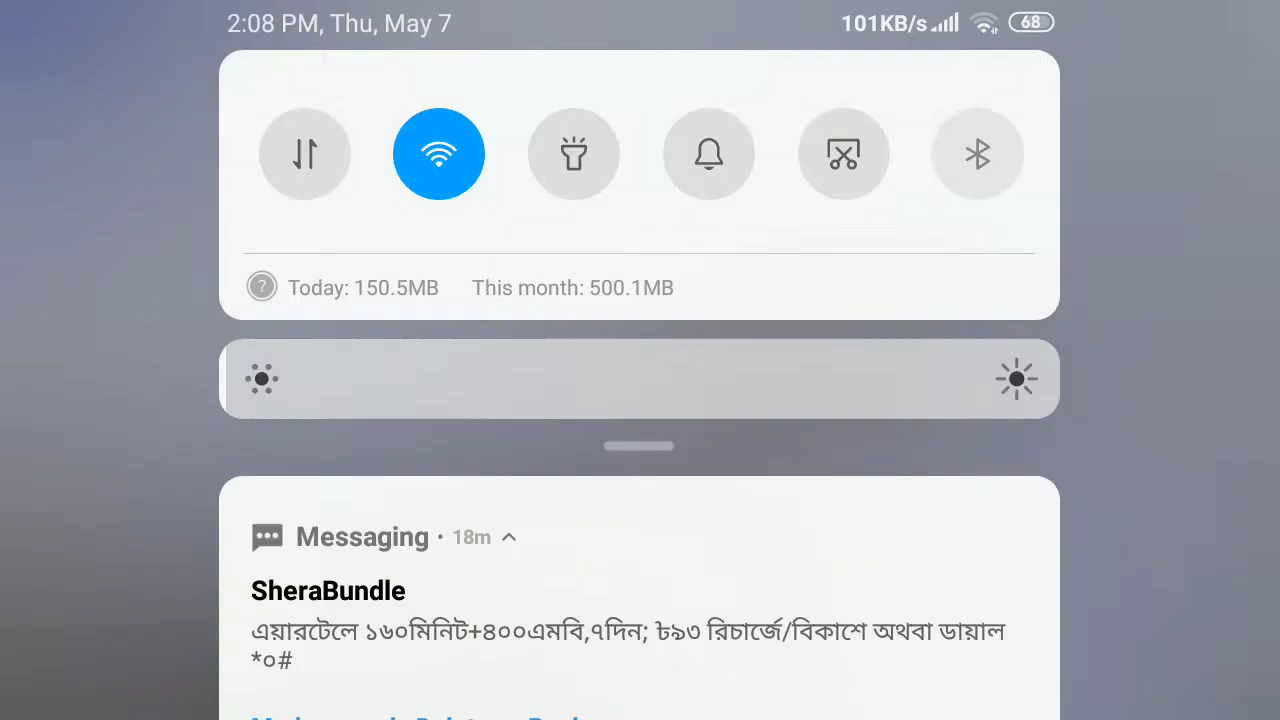 2:08 PM, Thu, May 7 101KB/s 68
Today: 150.5MB This month: 500.1MB
Messaging · 18m
SheraBundle
এয়ারটেলে ১৬০মিনিট+৪০০এমবি,৭দিন; ৳৯৩ রিচার্জে/বিকাশে অথবা ডায়াল
*০#